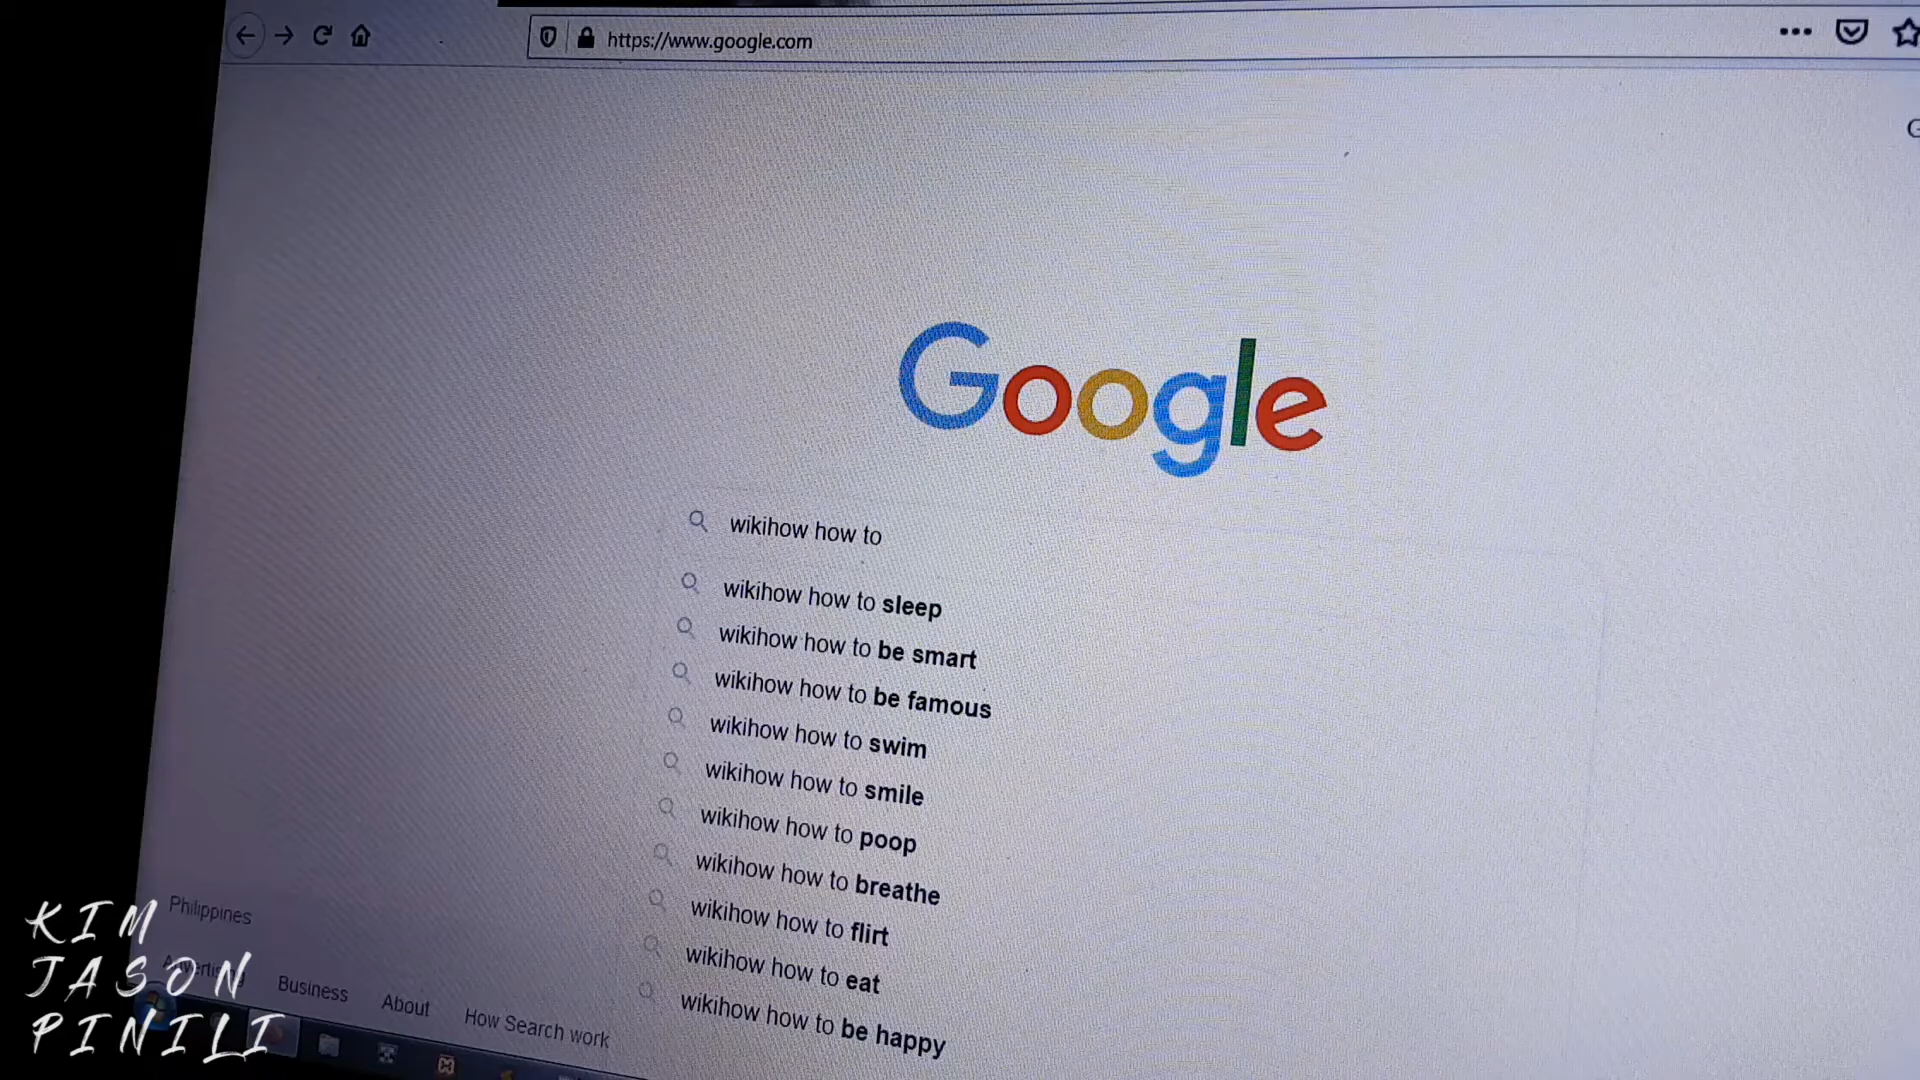 https://www.google.com
G
Google
wikihow how to
wikihow how to sleep
wikihow how to be smart
wikihow how to be famous
wikihow how to swim
wikihow how to smile
wikihow how to poop
wikihow how to breathe
wikihow how to flirt
wikihow how to eat
wikihow how to be happy
Philippines
Advertising
Business
About
How Search work
KIM
JASON
PINILI